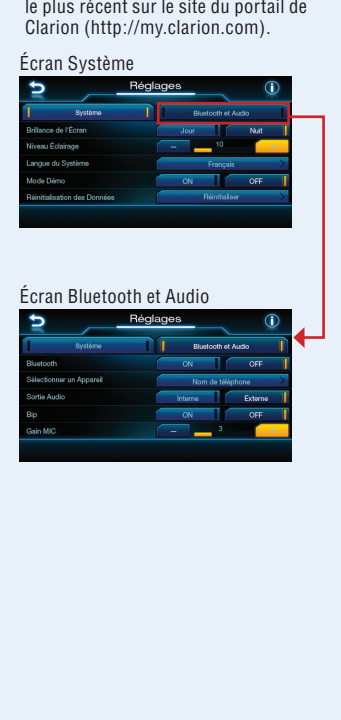 le plus récent sur le site du portail de
Clarion (http://my.clarion.com).
Écran Système
Réglages
Système Bluetooth et Audio
Brillance de l'Écran Jour Nuit
Niveau Éclairage – 10 +
Langue du Système Français
Mode Démo ON OFF
Réinitialisation des Données Réinitialiser
Écran Bluetooth et Audio
Réglages
Système Bluetooth et Audio
Bluetooth ON OFF
Sélectionner un Appareil Nom de téléphone
Sortie Audio Interne Externe
Bip ON OFF
Gain MIC – 3 +